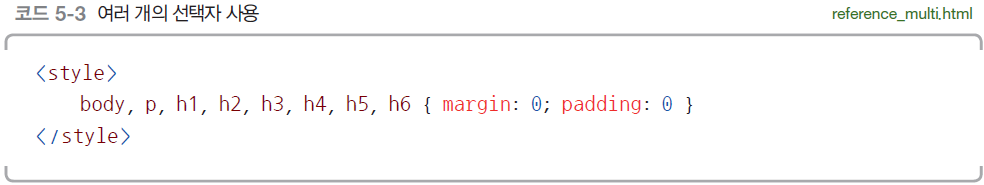 코드 5-3 여러 개의 선택자 사용 reference_multi.html
<style>
body, p, h1, h2, h3, h4, h5, h6 { margin: 0; padding: 0 }
</style>